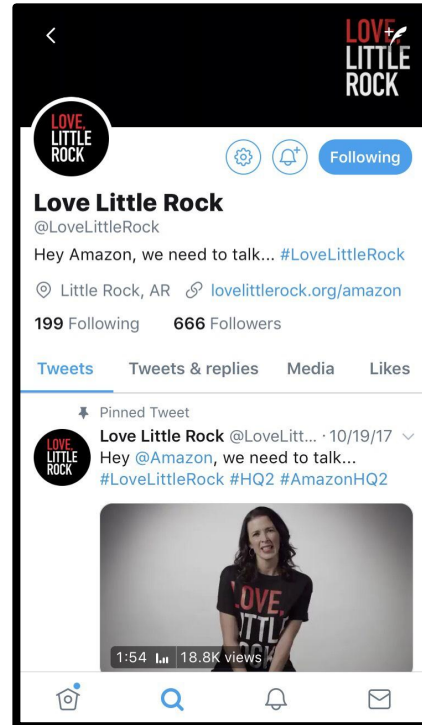 LOVE,
LITTLE
ROCK
LOVE,
LITTLE
ROCK
Following
Love Little Rock
@LoveLittleRock
Hey Amazon, we need to talk... #LoveLittleRock
Little Rock, AR lovelittlerock.org/amazon
199 Following 666 Followers
Tweets Tweets & replies Media Likes
Pinned Tweet
LOVE,
LITTLE
ROCK
Love Little Rock @LoveLitt... · 10/19/17
Hey @Amazon, we need to talk...
#LoveLittleRock #HQ2 #AmazonHQ2
LOVE,
LITTL
ROCK
1:54 18.8K views